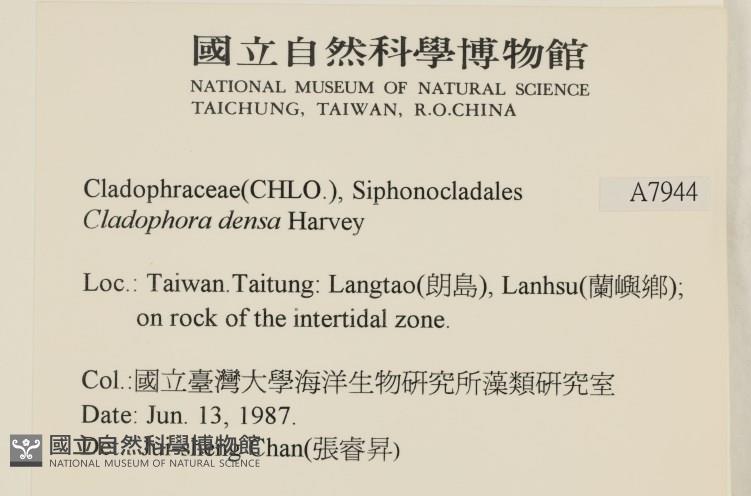 國立自然科學博物館
NATIONAL MUSEUM OF NATURAL SCIENCE
TAICHUNG, TAIWAN, R.O.CHINA
Cladophraceae(CHLO.), Siphonocladales
A7944
Cladophora densa Harvey
Loc.: Taiwan.Taitung: Langtao(朗島), Lanhsu(蘭嶼鄉);
on rock of the intertidal zone.
Col.:國立臺灣大學海洋生物研究所藻類研究室
Date: Jun. 13, 1987.
Chan(張睿昇)
國立自然科學博物館
NATIONAL MUSEUM OF NATURAL SCIENCE